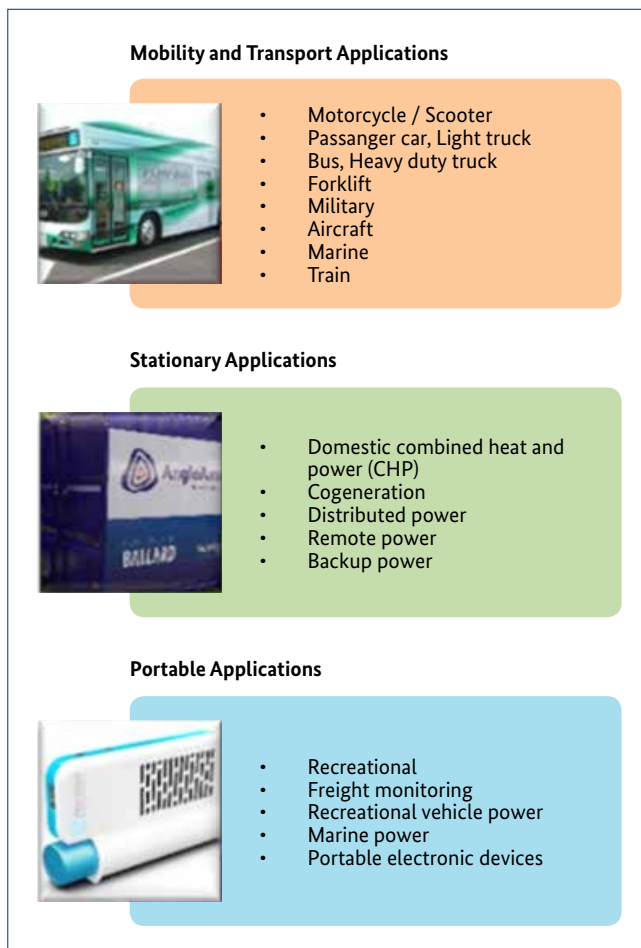 Mobility and Transport Applications
• Motorcycle / Scooter
• Passanger car, Light truck
• Bus, Heavy duty truck
• Forklift
• Military
• Aircraft
• Marine
• Train
Stationary Applications
• Domestic combined heat and
power (CHP)
• Cogeneration
• Distributed power
• Remote power
• Backup power
BALLARD
Portable Applications
• Recreational
• Freight monitoring
• Recreational vehicle power
• Marine power
• Portable electronic devices